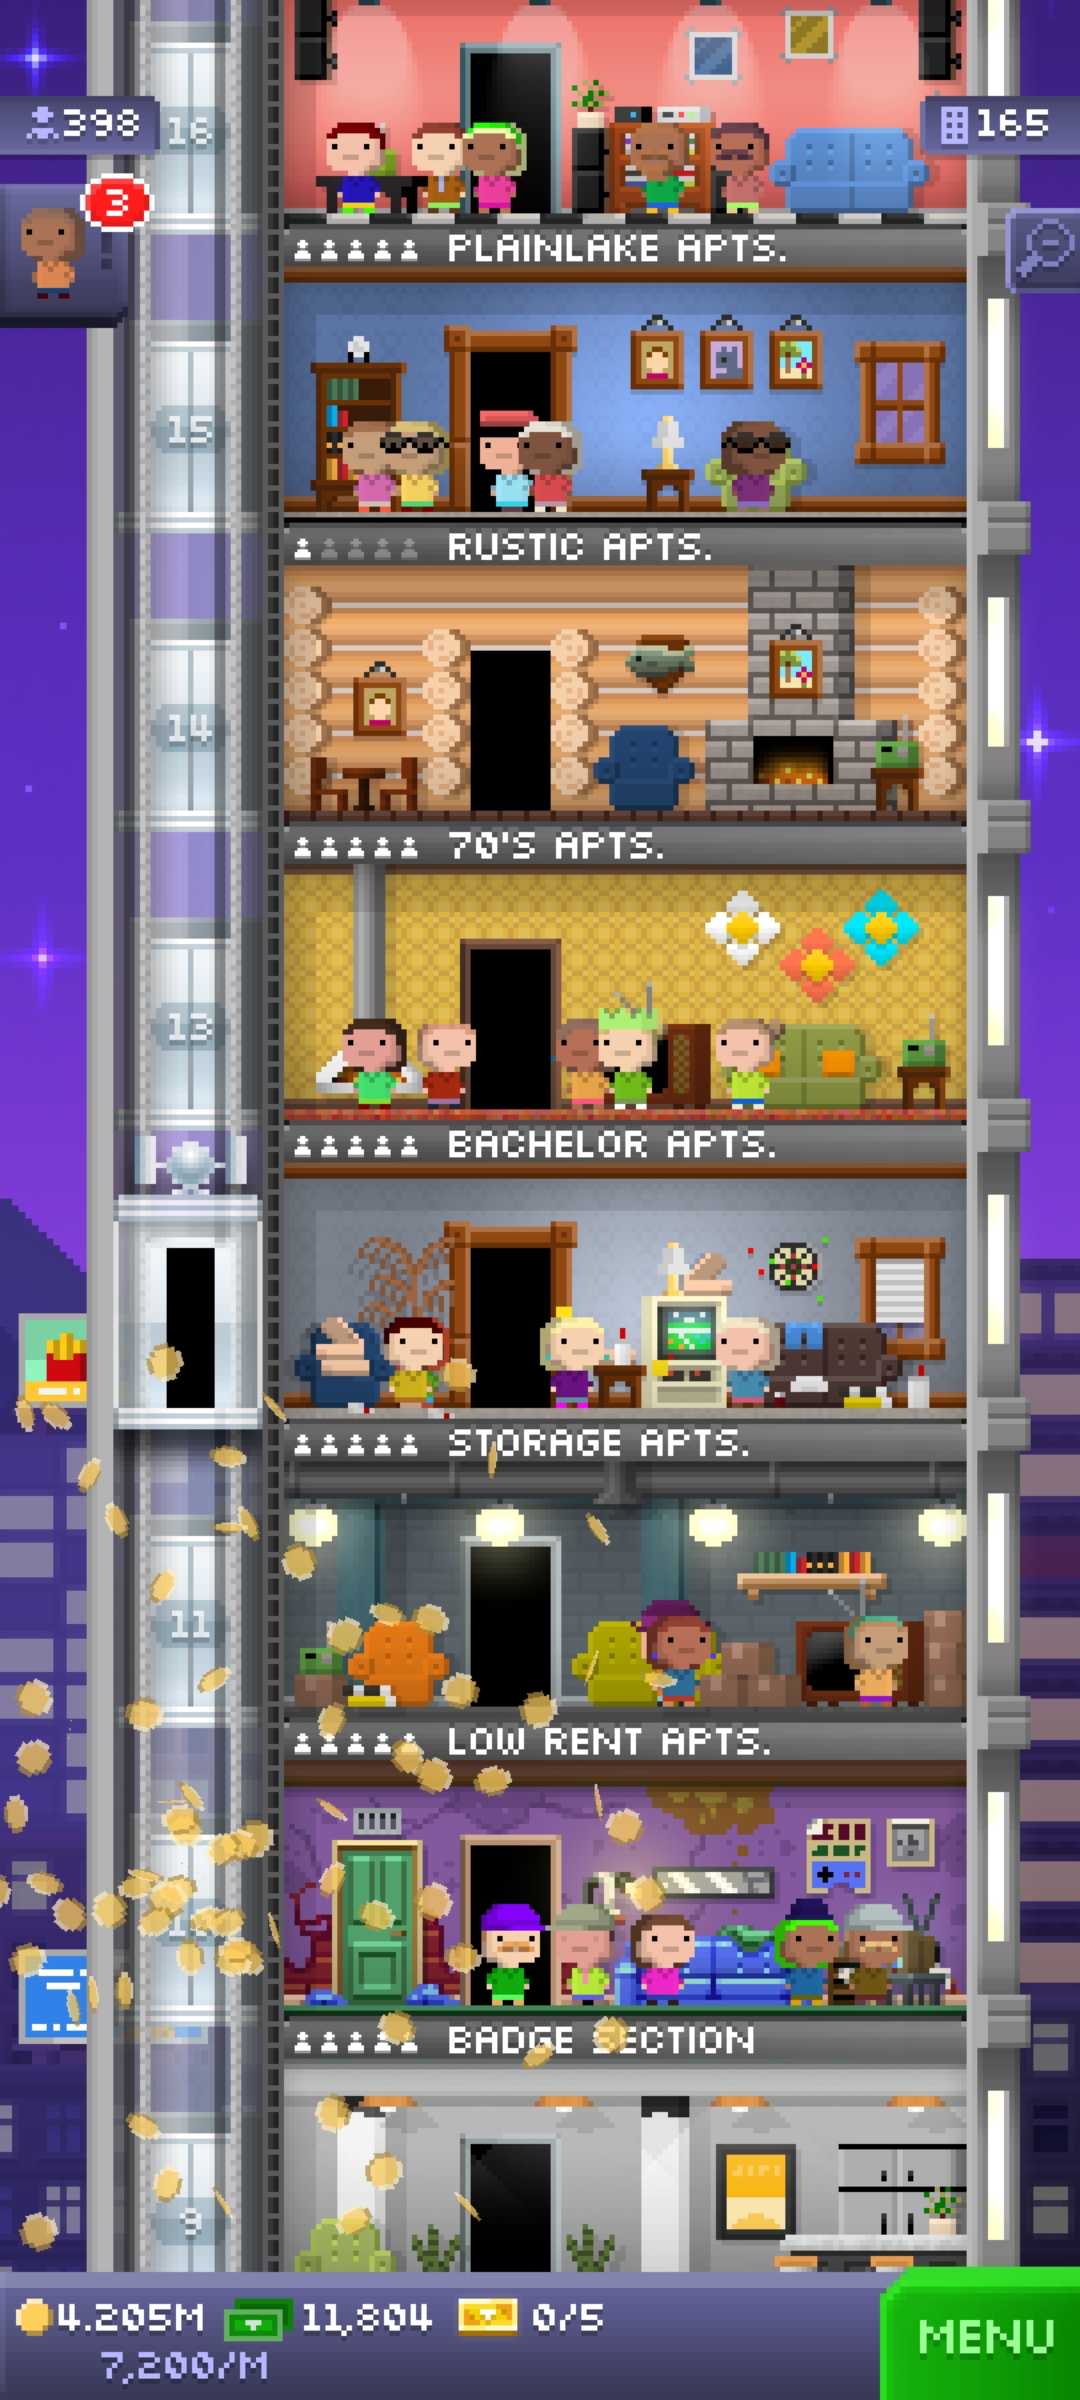 398
16
165
3
PLAINLAKE APTS.
15
RUSTIC APTS.
14
70'S APTS.
13
BACHELOR APTS.
STORAGE APTS.
11
LOW RENT APTS.
BADGE SECTION
9
4.205M 11,804 0/5
7,200/M
MENU